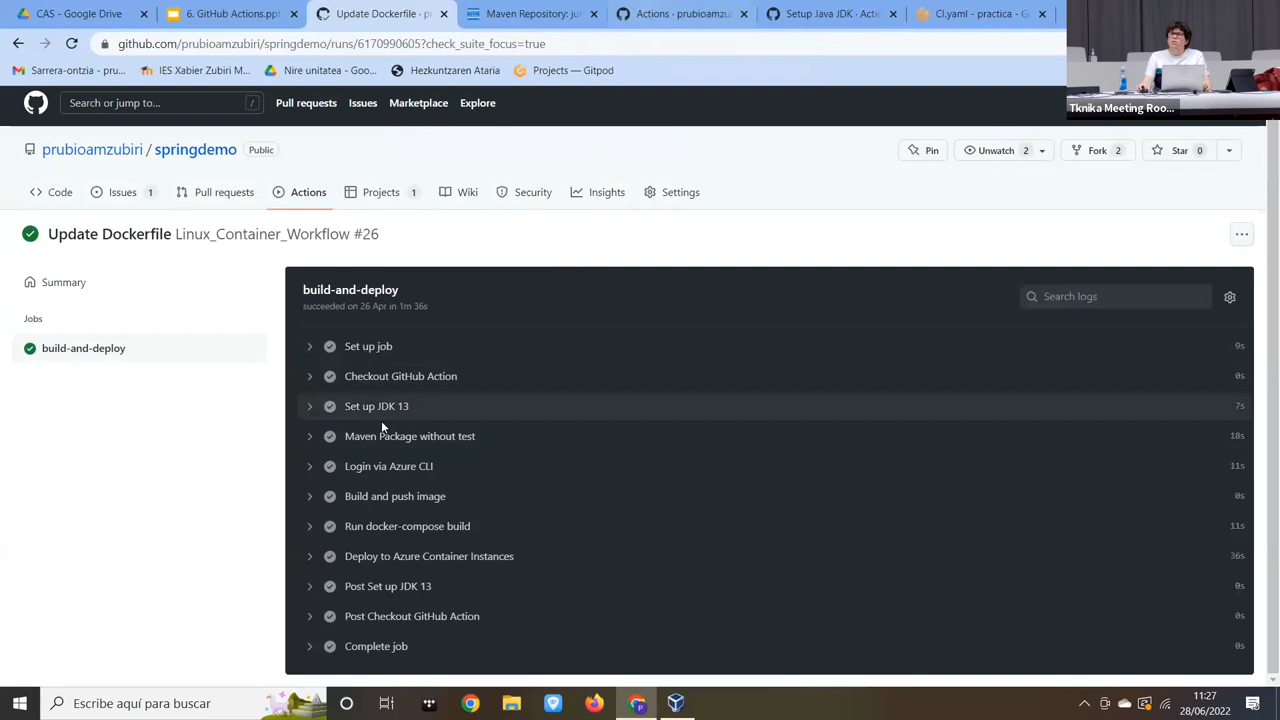 CAS - Google Drive
6. GitHub Actions.ppt
Update Dockerfile · p
Maven Repository: ju
Actions · prubioamzubiri
Setup Java JDK · Actic
CI.yaml - practica - G
github.com/prubioamzubiri/springdemo/runs/6170990605?check_suite_focus=true
Sarrera-ontzia - pru...
IES Xabier Zubiri M...
Nire unitatea - Goo...
Hezkuntzaren Ataria
Projects — Gitpod
Tknika Meeting Roo...
Search or jump to...
/
Pull requests
Issues
Marketplace
Explore
prubioamzubiri / springdemo
Public
Pin
Unwatch 2
Fork 2
Star 0
Code
Issues 1
Pull requests
Actions
Projects 1
Wiki
Security
Insights
Settings
Update Dockerfile Linux_Container_Workflow #26
Summary
Jobs
build-and-deploy
build-and-deploy
succeeded on 26 Apr in 1m 36s
Search logs
Set up job 9s
Checkout GitHub Action 0s
Set up JDK 13 7s
Maven Package without test 18s
Login via Azure CLI 11s
Build and push image 0s
Run docker-compose build 11s
Deploy to Azure Container Instances 36s
Post Set up JDK 13 0s
Post Checkout GitHub Action 0s
Complete job 0s
Escribe aquí para buscar
11:27
28/06/2022